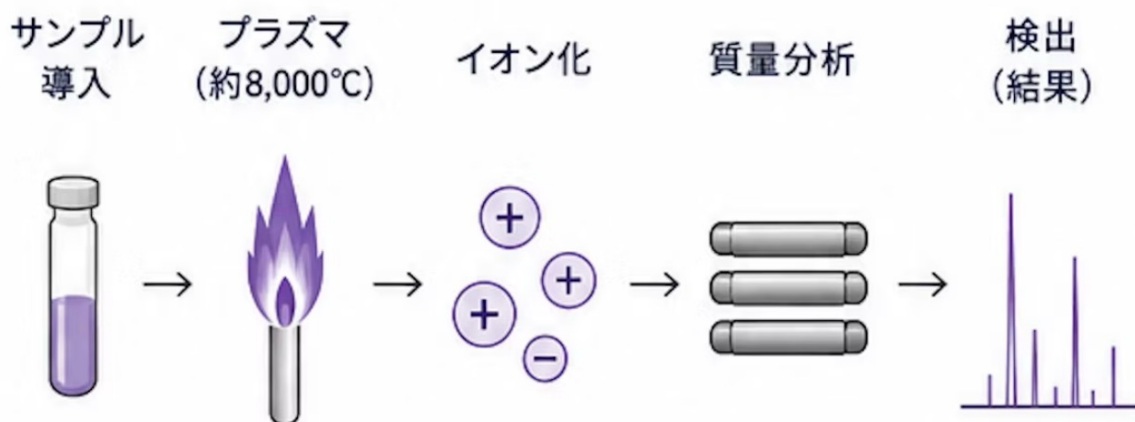 サンプル
導入
プラズマ
(約8,000℃)
イオン化
質量分析
検出
(結果)
+
+
+
−